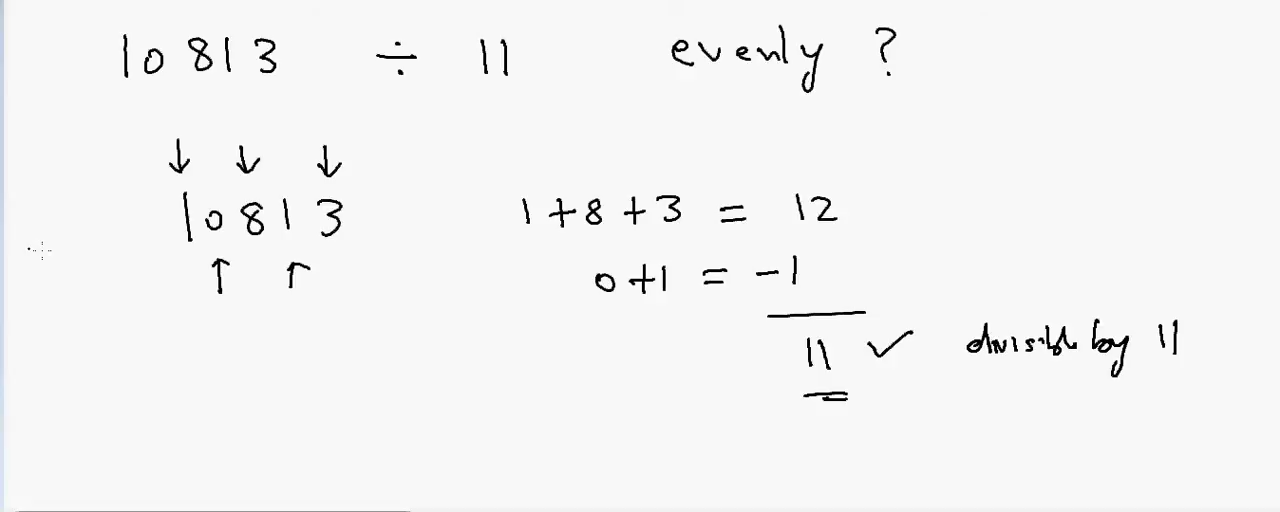 10813 ÷ 11 evenly ?
↓ ↓ ↓
10813 1+8+3 = 12
↑ ↑ 0+1 = -1
11 ✓ divisible by 11